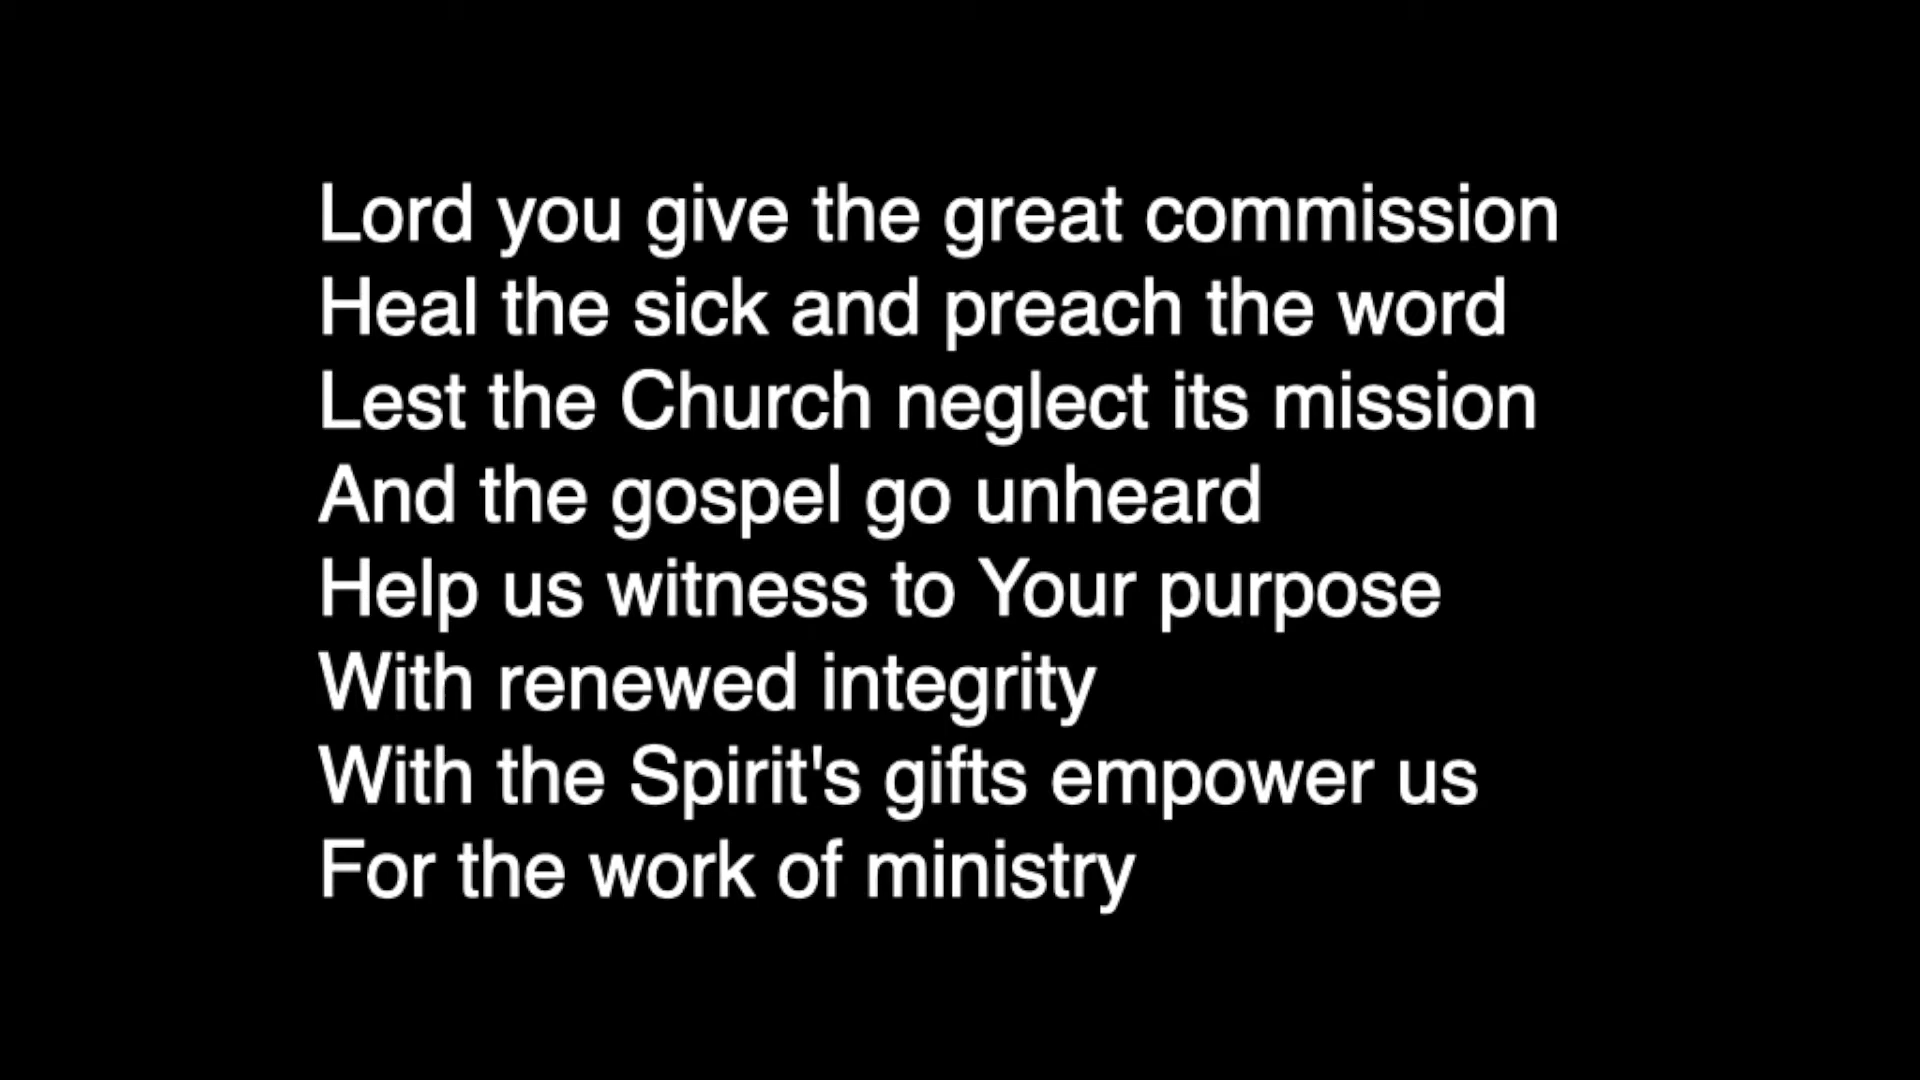 Lord you give the great commission
Heal the sick and preach the word
Lest the Church neglect its mission
And the gospel go unheard
Help us witness to Your purpose
With renewed integrity
With the Spirit's gifts empower us
For the work of ministry